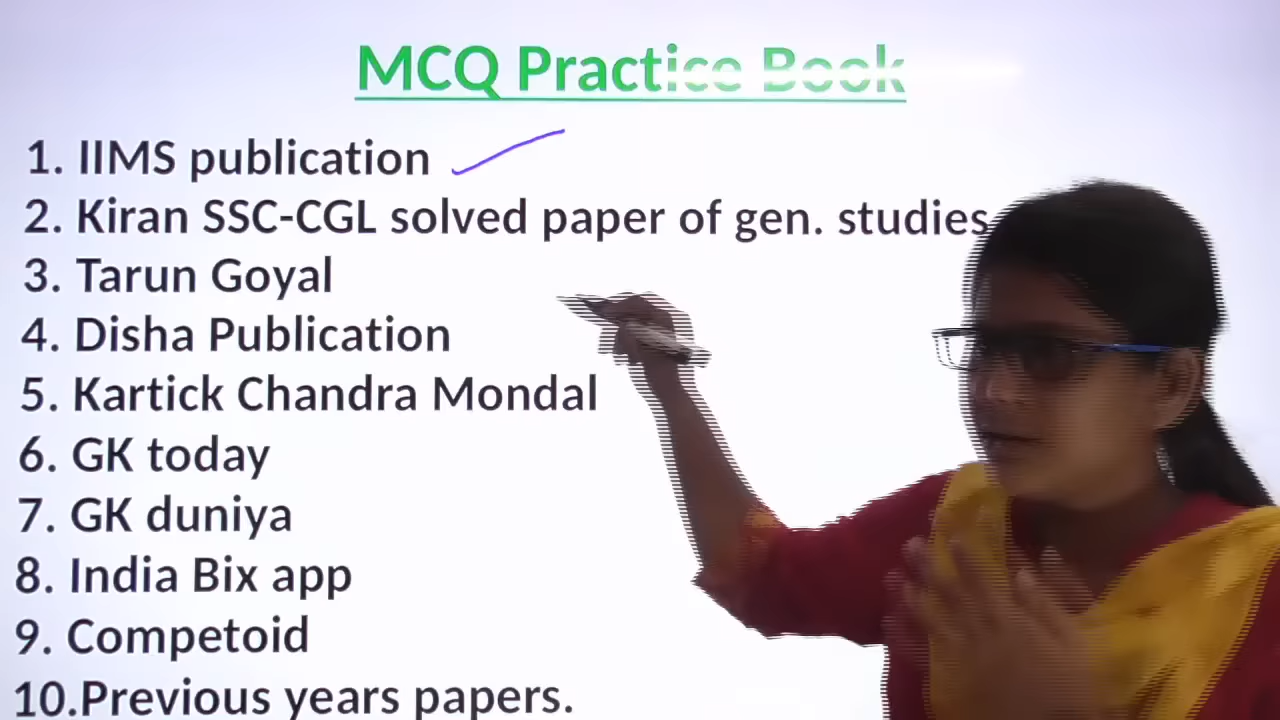 MCQ Practice Book
1. IIMS publication
2. Kiran SSC-CGL solved paper of gen. studies
3. Tarun Goyal
4. Disha Publication
5. Kartick Chandra Mondal
6. GK today
7. GK duniya
8. India Bix app
9. Competoid
10.Previous years papers.